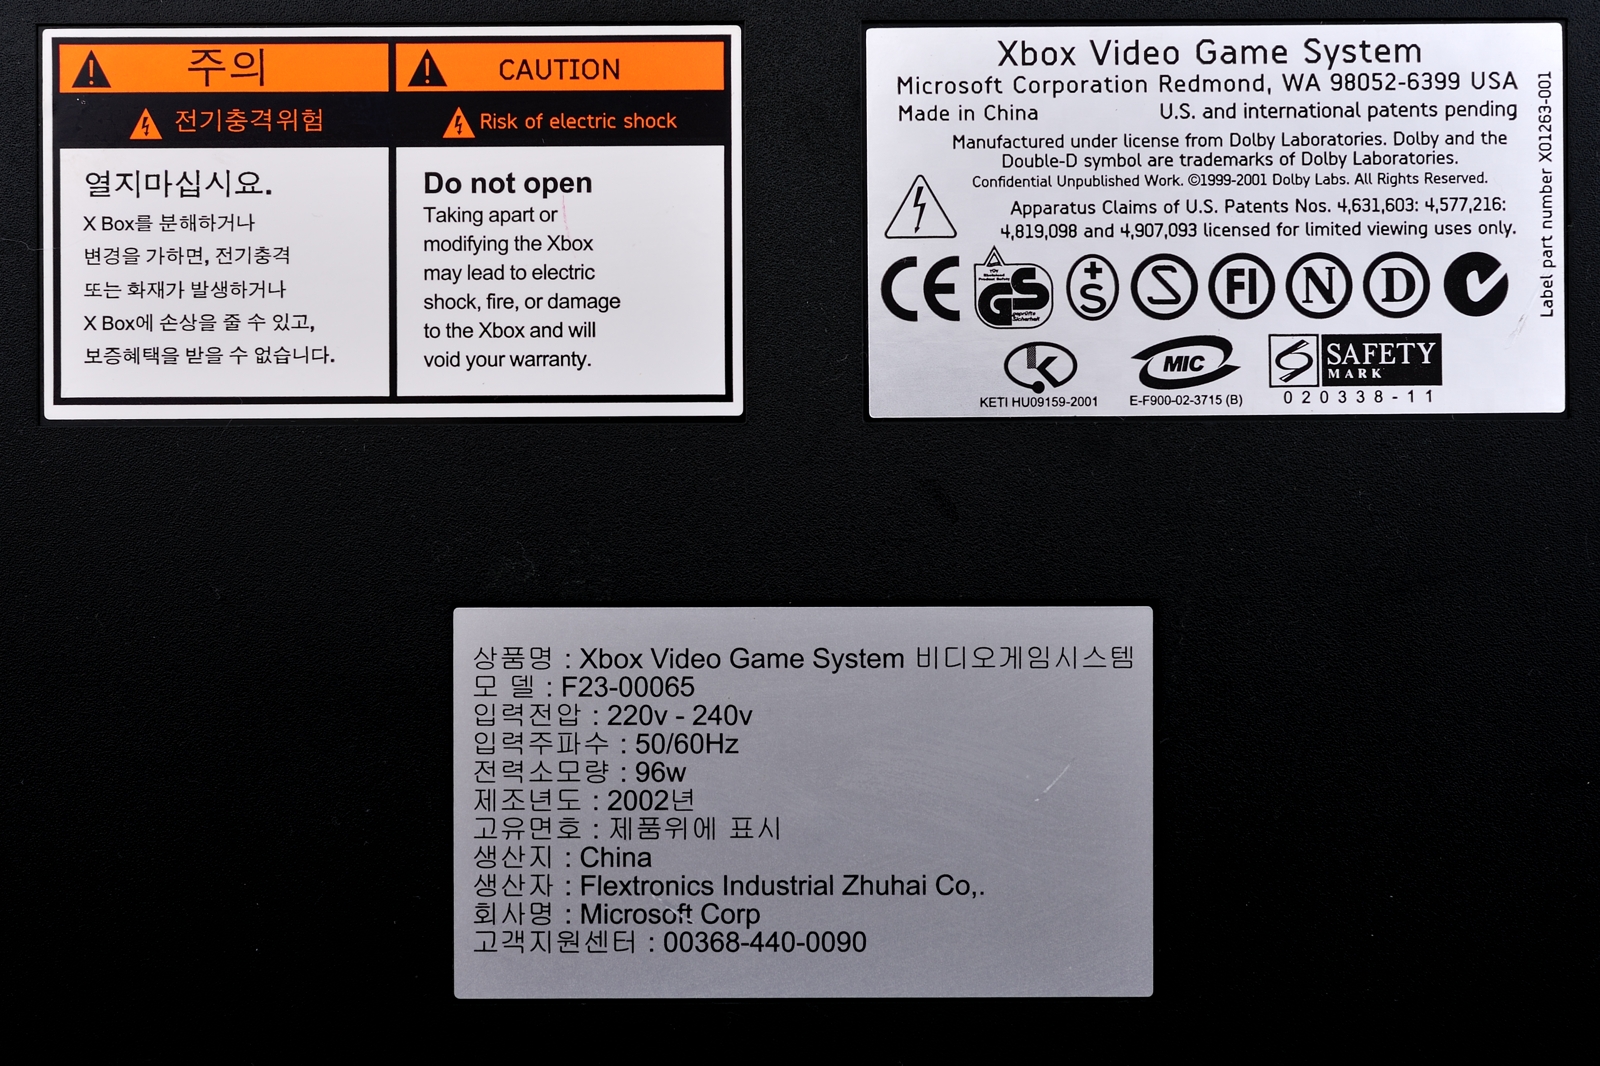 주의
전기충격위험
열지마십시요.
X Box를 분해하거나
변경을 가하면, 전기충격
또는 화재가 발생하거나
X Box에 손상을 줄 수 있고,
보증혜택을 받을 수 없습니다.
CAUTION
Risk of electric shock
Do not open
Taking apart or
modifying the Xbox
may lead to electric
shock, fire, or damage
to the Xbox and will
void your warranty.
Xbox Video Game System
Microsoft Corporation Redmond, WA 98052-6399 USA
Made in China U.S. and international patents pending
Manufactured under license from Dolby Laboratories. Dolby and the
Double-D symbol are trademarks of Dolby Laboratories.
Confidential Unpublished Work. ©1999-2001 Dolby Labs. All Rights Reserved.
Apparatus Claims of U.S. Patents Nos. 4,631,603: 4,577,216:
4,819,098 and 4,907,093 licensed for limited viewing uses only.
CE GS +S S FI N D
geprüfte
Sicherheit
K MIC SAFETY
MARK
KETI HU09159-2001 E-F900-02-3715 (B) 020338-11
Label part number X01263-001
상품명 : Xbox Video Game System 비디오게임시스템
모 델 : F23-00065
입력전압 : 220v - 240v
입력주파수 : 50/60Hz
전력소모량 : 96w
제조년도 : 2002년
고유면호 : 제품위에 표시
생산지 : China
생산자 : Flextronics Industrial Zhuhai Co,.
회사명 : Microsoft Corp
고객지원센터 : 00368-440-0090